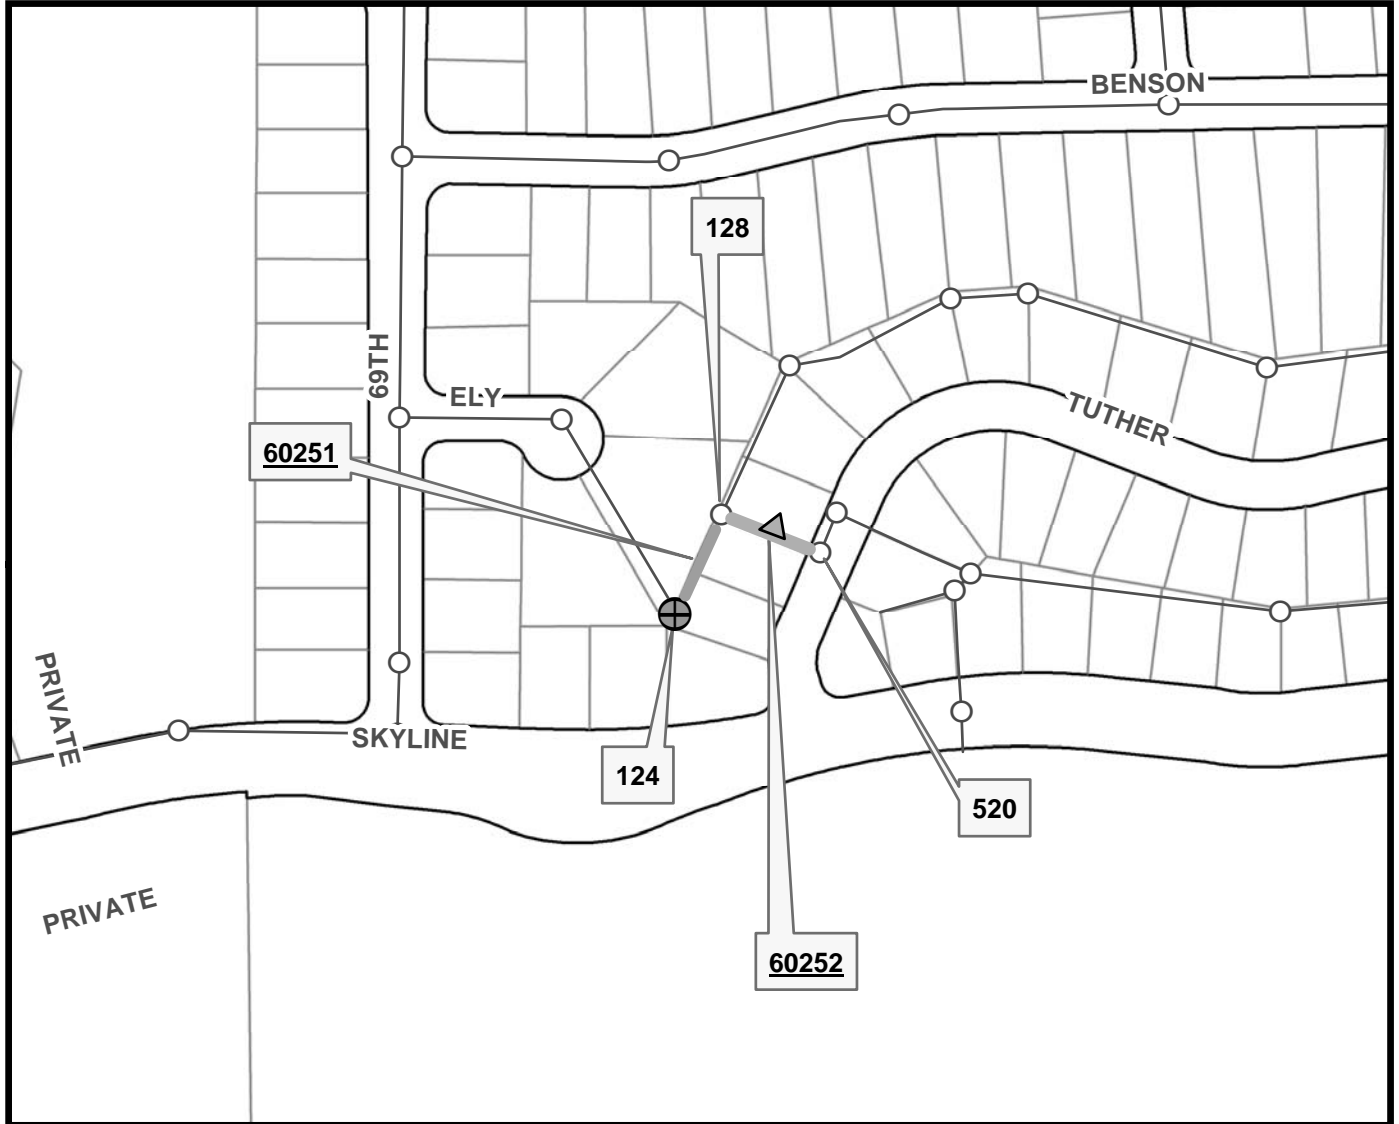 BENSON
128
69TH
ELY
TUTHER
60251
PRIVATE
SKYLINE
124
520
PRIVATE
60252